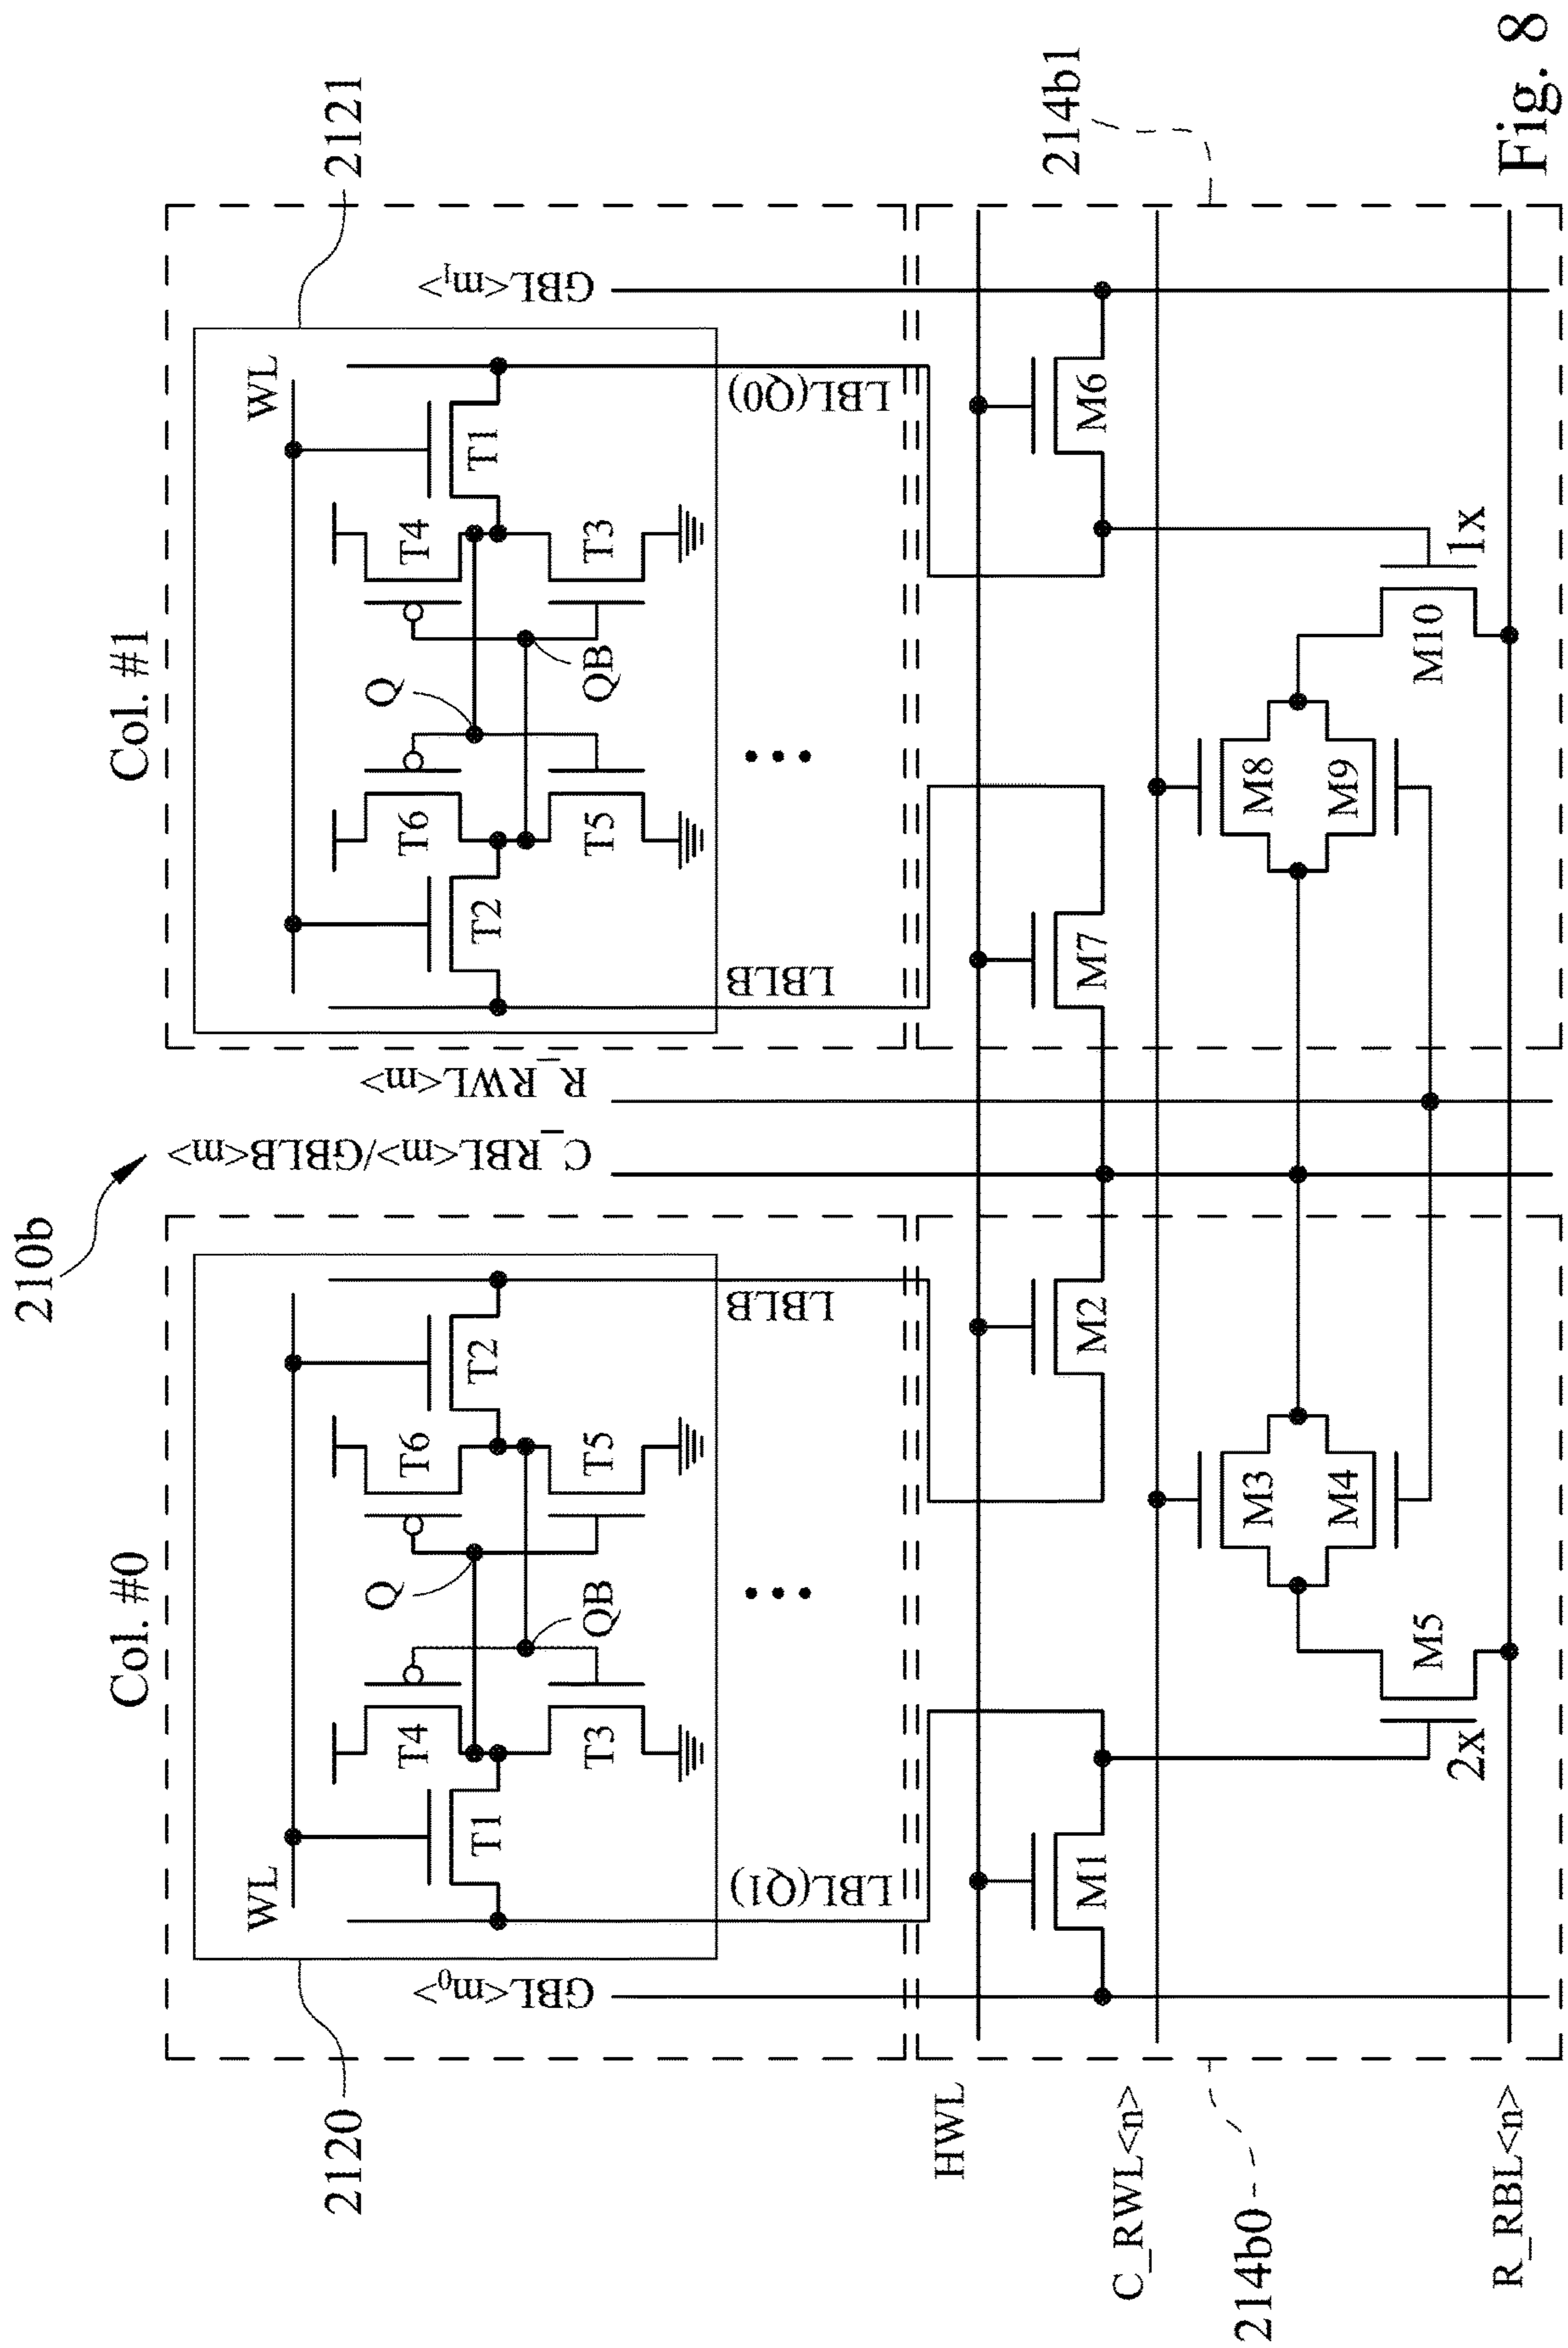 210b
Col. #0
Col. #1
2120
2121
WL
WL
T1
T4
T3
Q
QB
T6
T5
T2
T2
T6
T5
Q
QB
T4
T3
T1
GBL<m₀>
LBL(Q1)
LBLB
C_RBL<m>/GBLB<m>
R_RWL<m>
LBLB
LBL(Q0)
GBL<m₁>
...
...
HWL
M1
M2
M7
M6
C_RWL<n>
214b0
214b1
M3
M4
M8
M9
2x
M5
M10
1x
R_RBL<n>
Fig. 8